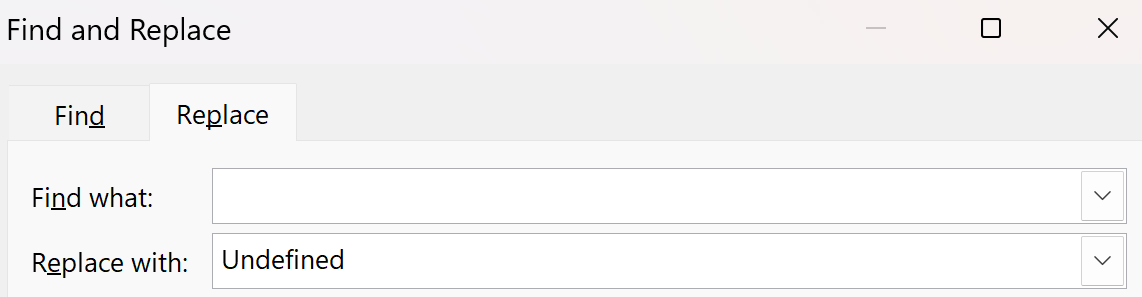 Find and Replace
Find Replace
Find what:
Replace with: Undefined